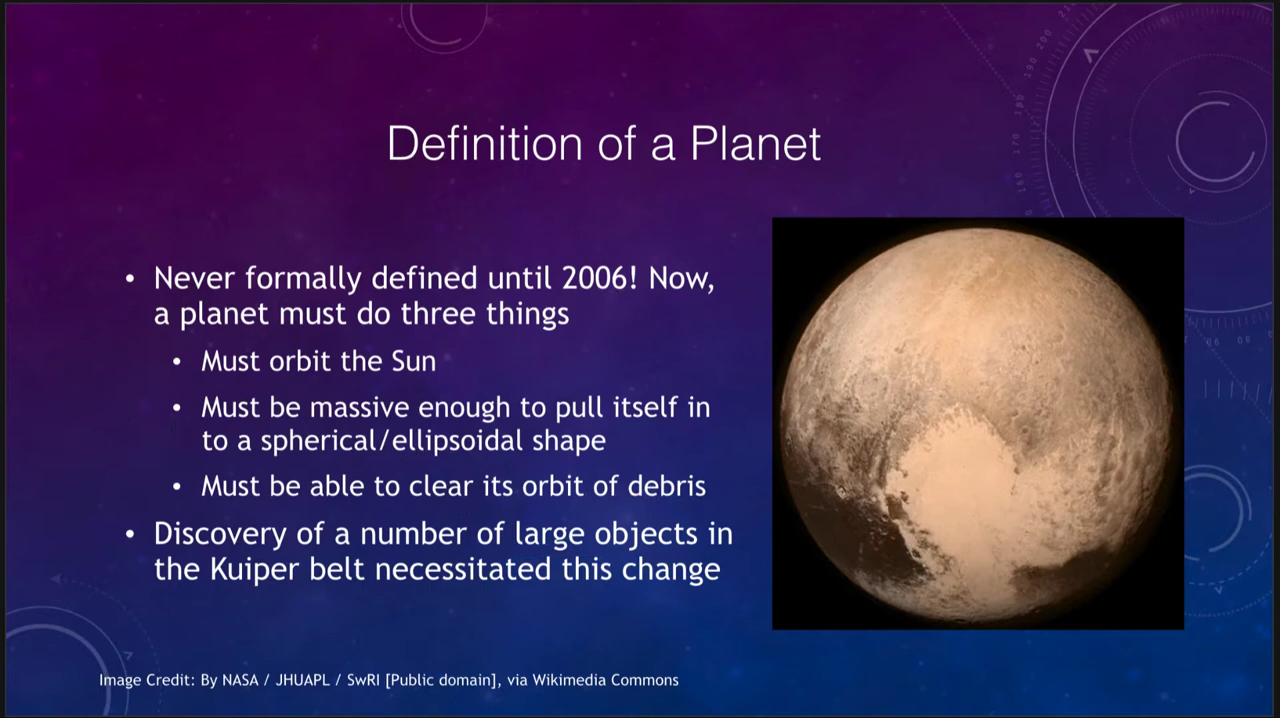 Definition of a Planet
• Never formally defined until 2006! Now,
a planet must do three things
• Must orbit the Sun
• Must be massive enough to pull itself in
to a spherical/ellipsoidal shape
• Must be able to clear its orbit of debris
• Discovery of a number of large objects in
the Kuiper belt necessitated this change
Image Credit: By NASA / JHUAPL / SwRI [Public domain], via Wikimedia Commons